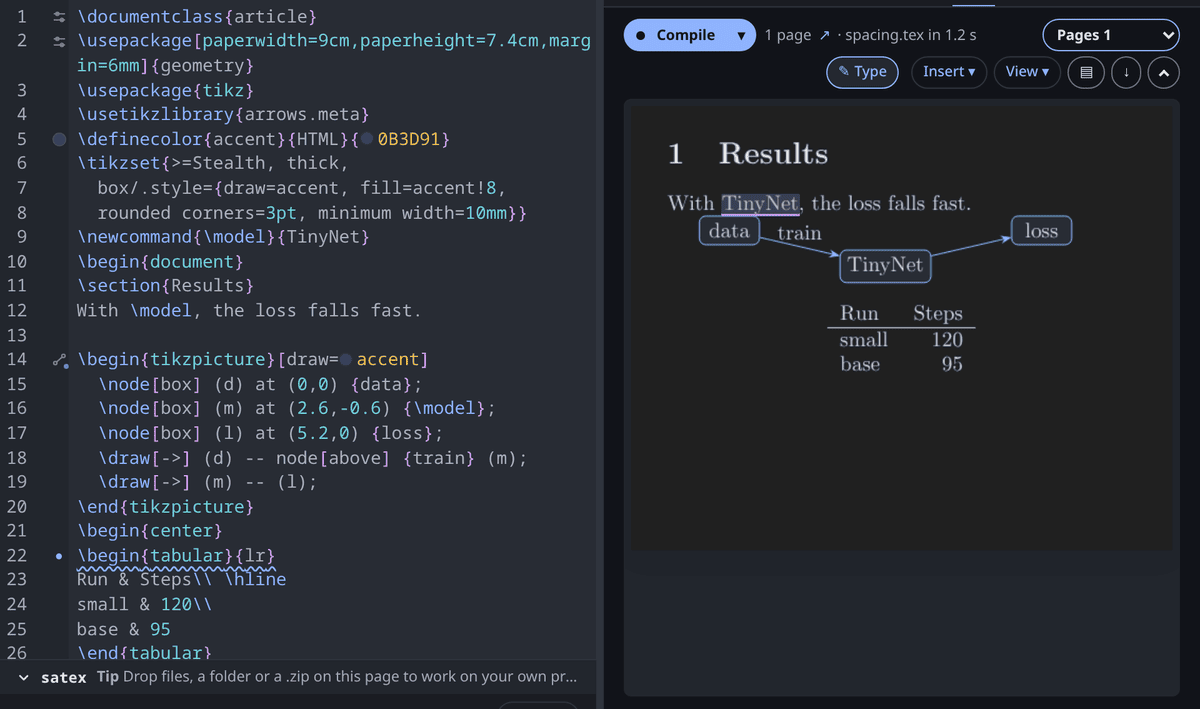 1 \documentclass{article}
2 \usepackage[paperwidth=9cm,paperheight=7.4cm,marg
in=6mm]{geometry}
3 \usepackage{tikz}
4 \usetikzlibrary{arrows.meta}
5 \definecolor{accent}{HTML}{0B3D91}
6 \tikzset{>=Stealth, thick,
7 box/.style={draw=accent, fill=accent!8,
8 rounded corners=3pt, minimum width=10mm}}
9 \newcommand{\model}{TinyNet}
10 \begin{document}
11 \section{Results}
12 With \model, the loss falls fast.
13
14 \begin{tikzpicture}[draw=accent]
15 \node[box] (d) at (0,0) {data};
16 \node[box] (m) at (2.6,-0.6) {\model};
17 \node[box] (l) at (5.2,0) {loss};
18 \draw[->] (d) -- node[above] {train} (m);
19 \draw[->] (m) -- (l);
20 \end{tikzpicture}
21 \begin{center}
22 \begin{tabular}{lr}
23 Run & Steps\\ \hline
24 small & 120\\
25 base & 95
26 \end{tabular}
satex Tip Drop files, a folder or a .zip on this page to work on your own pr...
Compile 1 page ↗ · spacing.tex in 1.2 s Pages 1
✎ Type Insert View
1 Results
With TinyNet, the loss falls fast.
data train loss
TinyNet
Run Steps
small 120
base 95